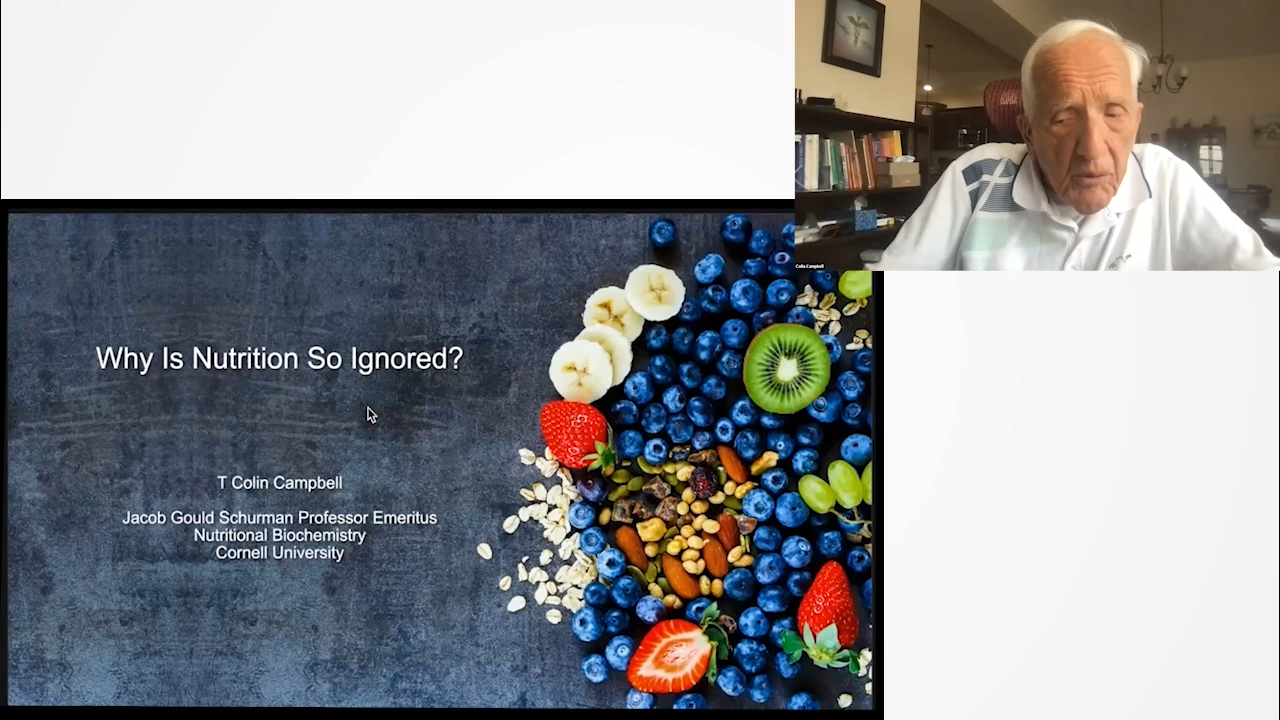 Colin Campbell
Why Is Nutrition So Ignored?
T Colin Campbell
Jacob Gould Schurman Professor Emeritus
Nutritional Biochemistry
Cornell University